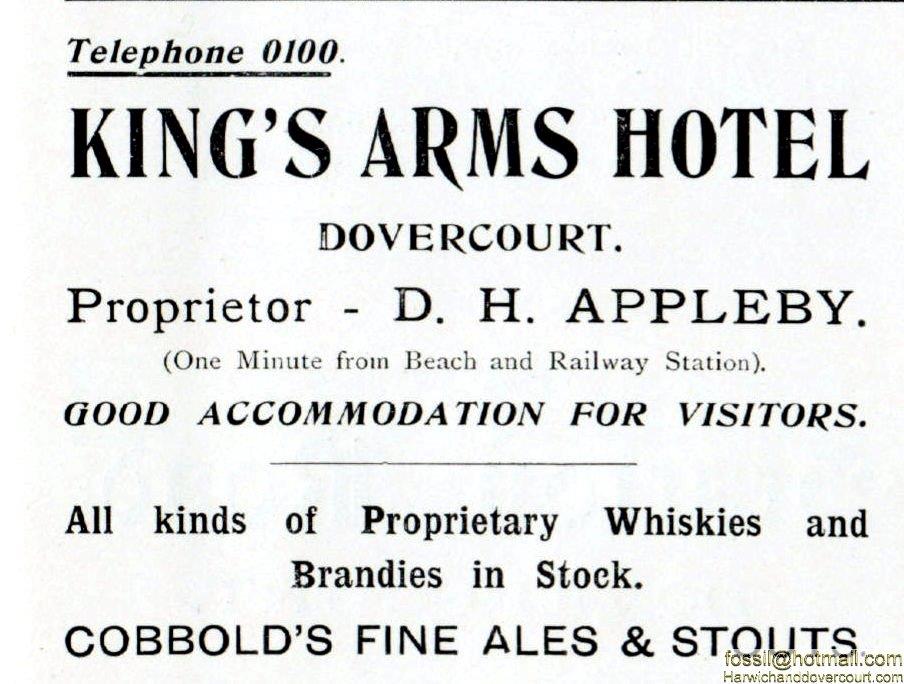 Telephone 0100.
KING'S ARMS HOTEL
DOVERCOURT.
Proprietor - D. H. APPLEBY.
(One Minute from Beach and Railway Station).
GOOD ACCOMMODATION FOR VISITORS.
All kinds of Proprietary Whiskies and
Brandies in Stock.
COBBOLD'S FINE ALES & STOUTS.
fossil@hotmail.com
Harwichanddovercourt.com